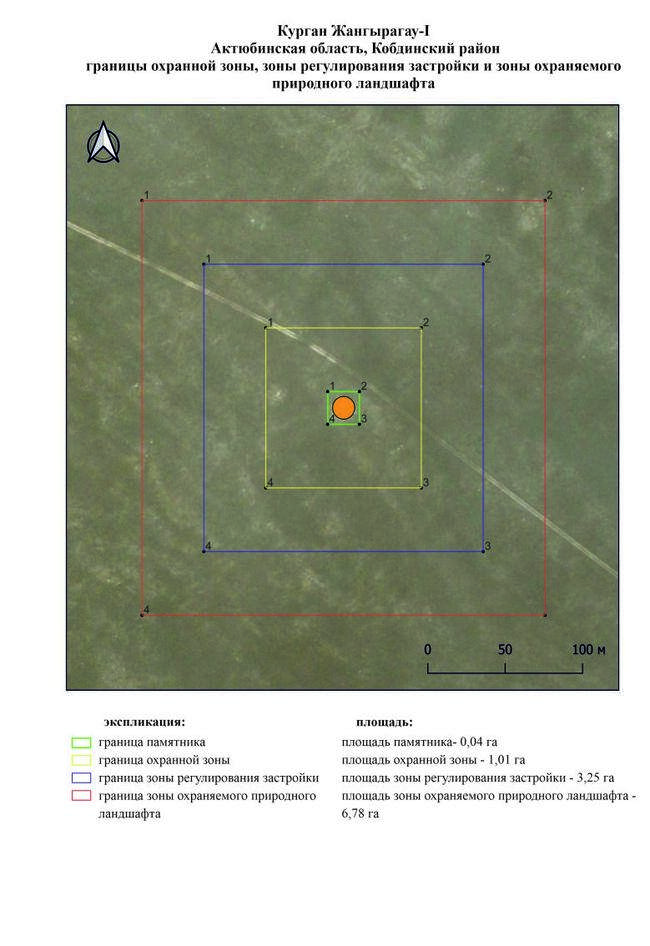 Курган Жангырагау-I
Актюбинская область, Кобдинский район
границы охранной зоны, зоны регулирования застройки и зоны охраняемого
природного ландшафта
1
2
1
2
1
2
1
2
4
3
4
3
4
3
4
0 50 100 м
экспликация:
площадь:
граница памятника
площадь памятника- 0,04 га
граница охранной зоны
площадь охранной зоны - 1,01 га
граница зоны регулирования застройки
площадь зоны регулирования застройки - 3,25 га
граница зоны охраняемого природного
ландшафта
площадь зоны охраняемого природного ландшафта -
6,78 га